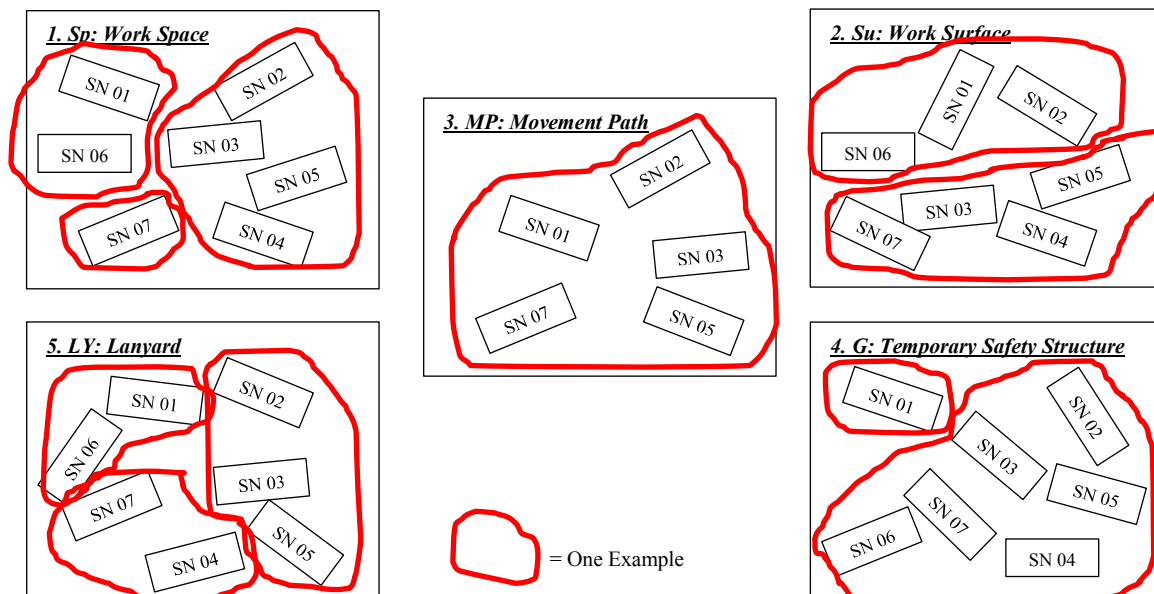 1. Sp: Work Space
SN 01
SN 02
SN 03
SN 06
SN 05
SN 07
SN 04
2. Su: Work Surface
SN 01
SN 02
SN 06
SN 05
SN 03
SN 07
SN 04
3. MP: Movement Path
SN 02
SN 01
SN 03
SN 07
SN 05
5. LY: Lanyard
SN 01
SN 02
SN 06
SN 03
SN 07
SN 05
SN 04
4. G: Temporary Safety Structure
SN 01
SN 02
SN 03
SN 05
SN 07
SN 06
SN 04
= One Example